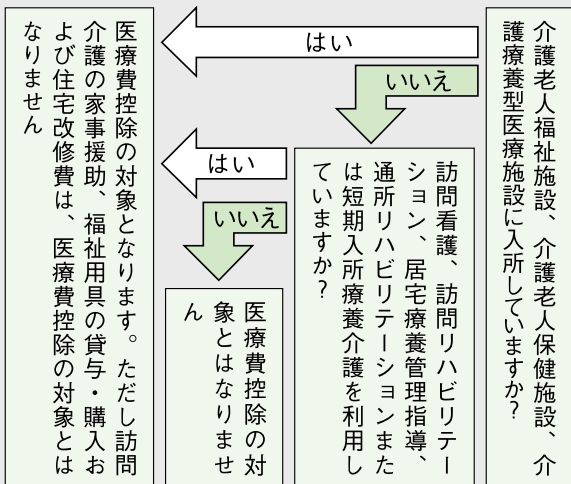 介護老人福祉施設、介護老人保健施設、介
護療養型医療施設に入所していますか？
はい
いいえ
訪問看護、訪問リハビリテー
ション、居宅療養管理指導、
通所リハビリテーションまた
は短期入所療養介護を利用し
ていますか？
はい
いいえ
医療費控除の対
象とはなりませ
ん
医療費控除の対象となります。ただし訪問
介護の家事援助、福祉用具の貸与・購入お
よび住宅改修費は、医療費控除の対象とは
なりません